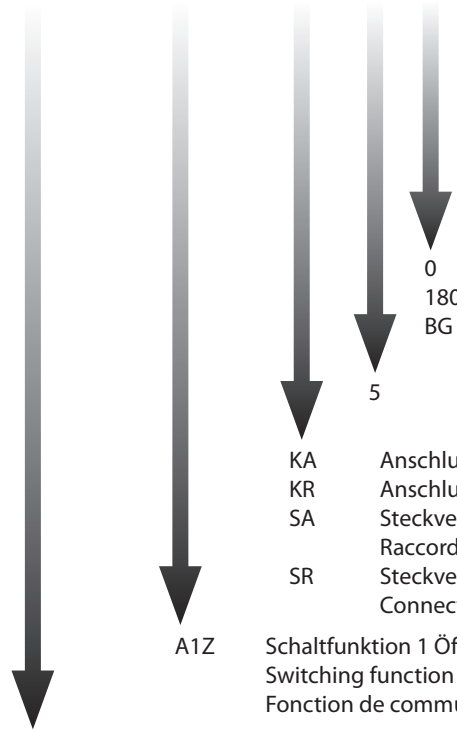 0
180
BG
5
KA Anschlu
KR Anschlu
SA Steckve
Raccord
SR Steckve
Connect
A1Z Schaltfunktion 1 Öf
Switching function
Fonction de commu